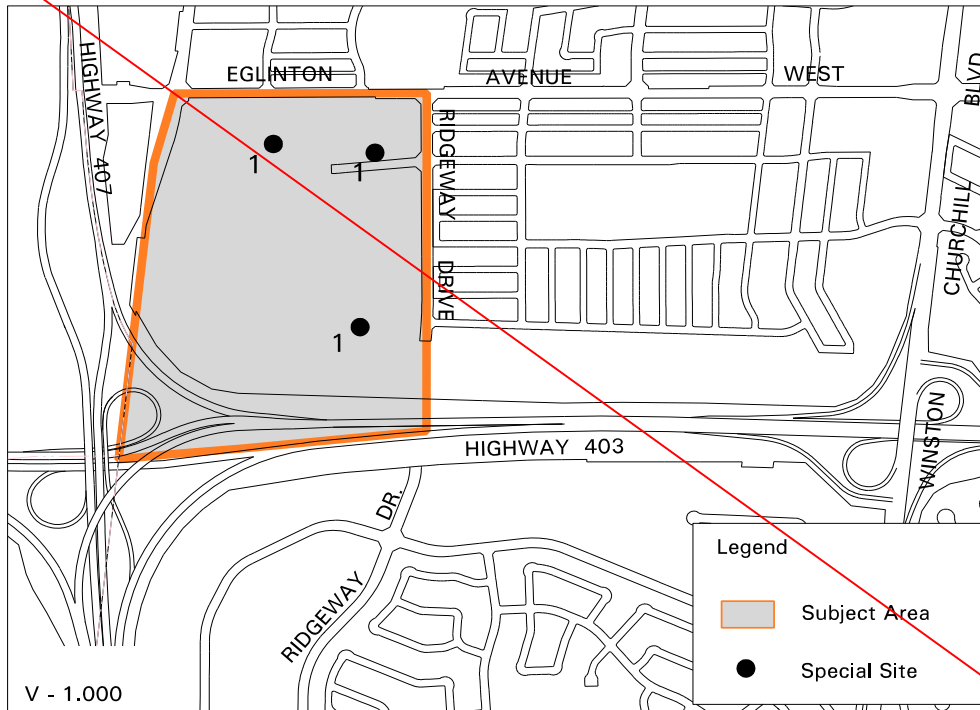 EGLINTON AVENUE WEST
BLVD
HIGHWAY 407
RIDGEWAY DRIVE
1
1
1
CHURCHILL
WINSTON
HIGHWAY 403
DR.
RIDGEWAY
Legend
Subject Area
Special Site
V - 1.000